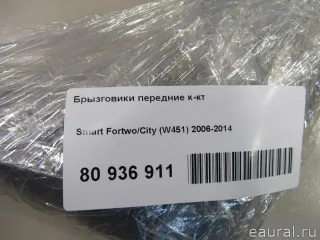 Брызговики передние к-кт
Smart Fortwo/City (W451) 2006-2014
80 936 911
eaural.ru